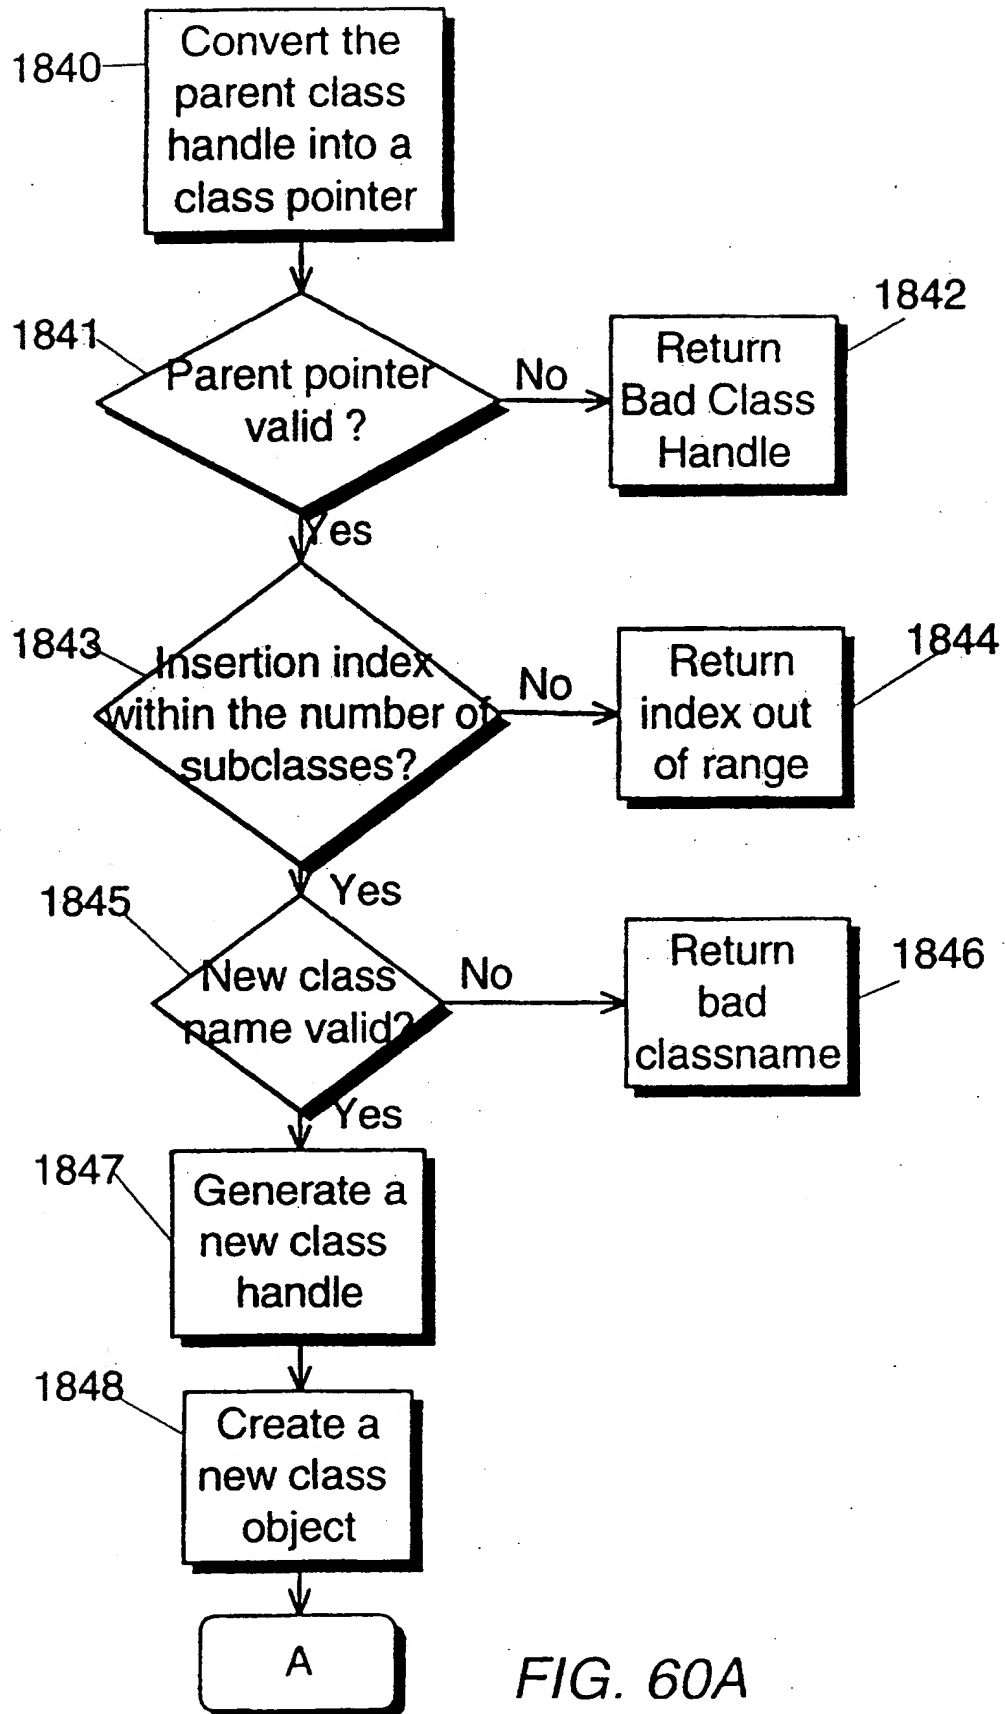 1840
Convert the
parent class
handle into a
class pointer
1841
Parent pointer
valid ?
No
1842
Return
Bad Class
Handle
Yes
1843
Insertion index
within the number of
subclasses?
No
1844
Return
index out
of range
Yes
1845
New class
name valid?
No
1846
Return
bad
classname
Yes
1847
Generate a
new class
handle
1848
Create a
new class
object
A
FIG. 60A